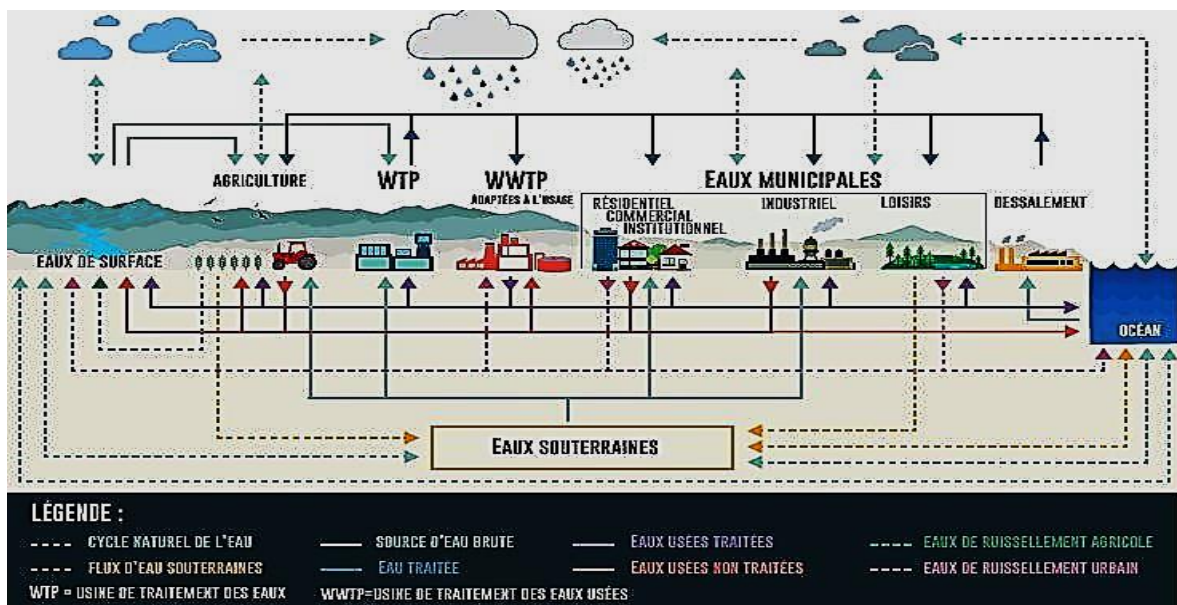 AGRICULTURE
WTP
WWTP
ADAPTÉES À L'USAGE
EAUX MUNICIPALES
RÉSIDENTIEL
COMMERCIAL
INSTITUTIONNEL
INDUSTRIEL
LOISIRS
DESSALEMENT
EAUX DE SURFACE
OCÉAN
EAUX SOUTERRAINES
LÉGENDE :
CYCLE NATUREL DE L'EAU
SOURCE D'EAU BRUTE
EAUX USÉES TRAITÉES
EAUX DE RUISSELLEMENT AGRICOLE
FLUX D'EAU SOUTERRAINES
EAU TRAITÉE
EAUX USÉES NON TRAITÉES
EAUX DE RUISSELLEMENT URBAIN
WTP = USINE DE TRAITEMENT DES EAUX
WWTP=USINE DE TRAITEMENT DES EAUX USÉES